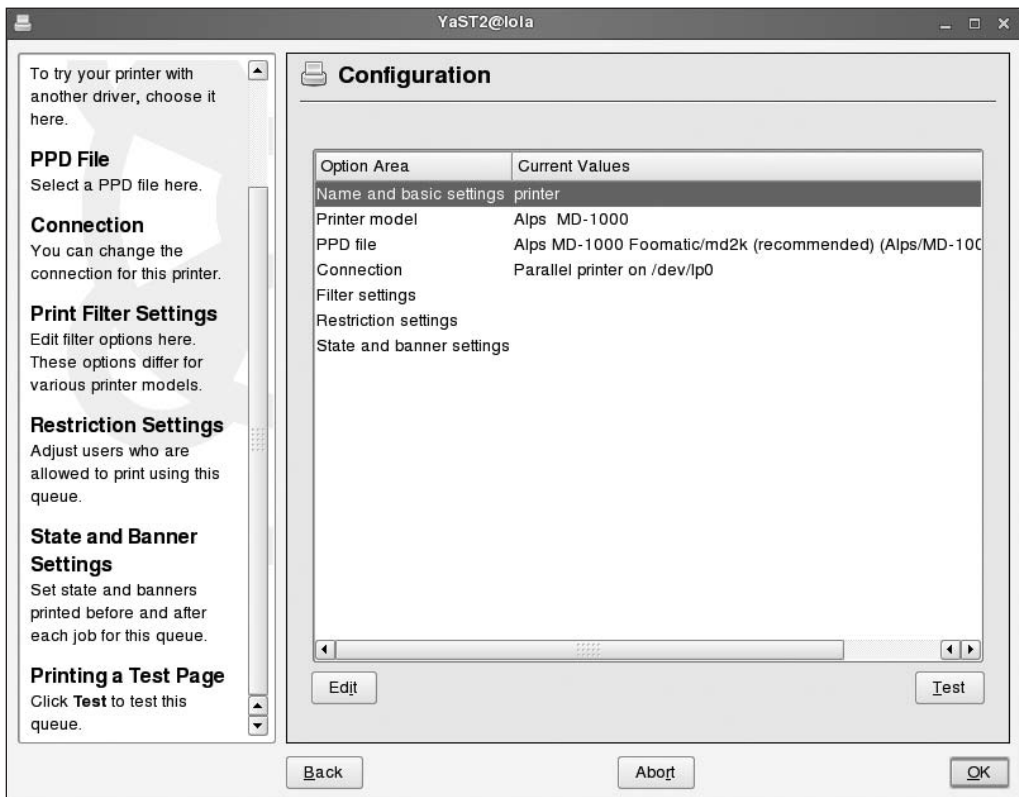 YaST2@lola
To try your printer with
another driver, choose it
here.
PPD File
Select a PPD file here.
Connection
You can change the
connection for this printer.
Print Filter Settings
Edit filter options here.
These options differ for
various printer models.
Restriction Settings
Adjust users who are
allowed to print using this
queue.
State and Banner
Settings
Set state and banners
printed before and after
each job for this queue.
Printing a Test Page
Click Test to test this
queue.
Configuration
Option Area Current Values
Name and basic settings printer
Printer model Alps MD-1000
PPD file Alps MD-1000 Foomatic/md2k (recommended) (Alps/MD-100
Connection Parallel printer on /dev/lp0
Filter settings
Restriction settings
State and banner settings
Edit Test
Back Abort OK